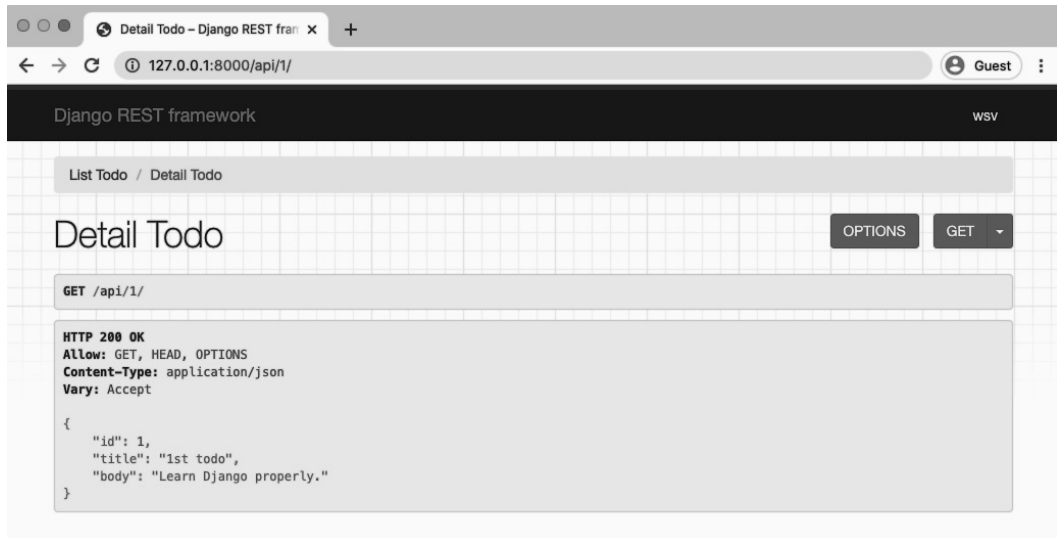 Detail Todo – Django REST fran
127.0.0.1:8000/api/1/
Guest
Django REST framework
wsv
List Todo / Detail Todo
Detail Todo
OPTIONS
GET
GET /api/1/
HTTP 200 OK
Allow: GET, HEAD, OPTIONS
Content-Type: application/json
Vary: Accept
{
    "id": 1,
    "title": "1st todo",
    "body": "Learn Django properly."
}